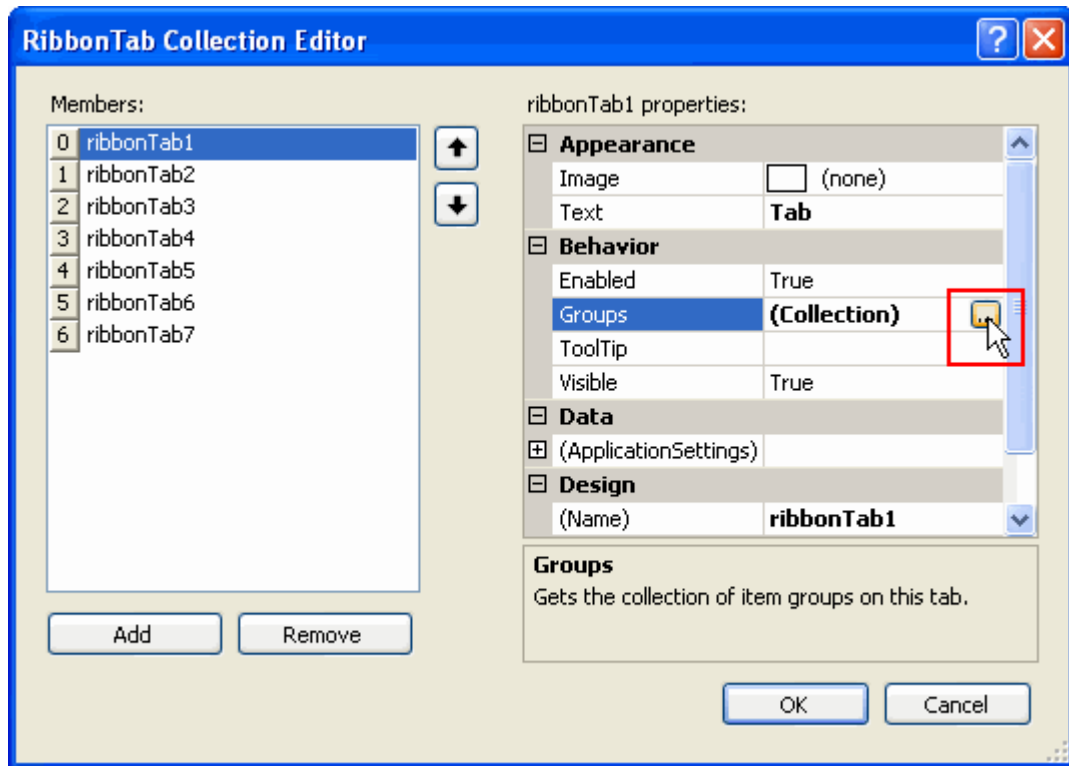 RibbonTab Collection Editor
Members:
0 ribbonTab1
1 ribbonTab2
2 ribbonTab3
3 ribbonTab4
4 ribbonTab5
5 ribbonTab6
6 ribbonTab7
Add Remove
ribbonTab1 properties:
Appearance
Image (none)
Text Tab
Behavior
Enabled True
Groups (Collection) ...
ToolTip
Visible True
Data
(ApplicationSettings)
Design
(Name) ribbonTab1
Groups
Gets the collection of item groups on this tab.
OK Cancel